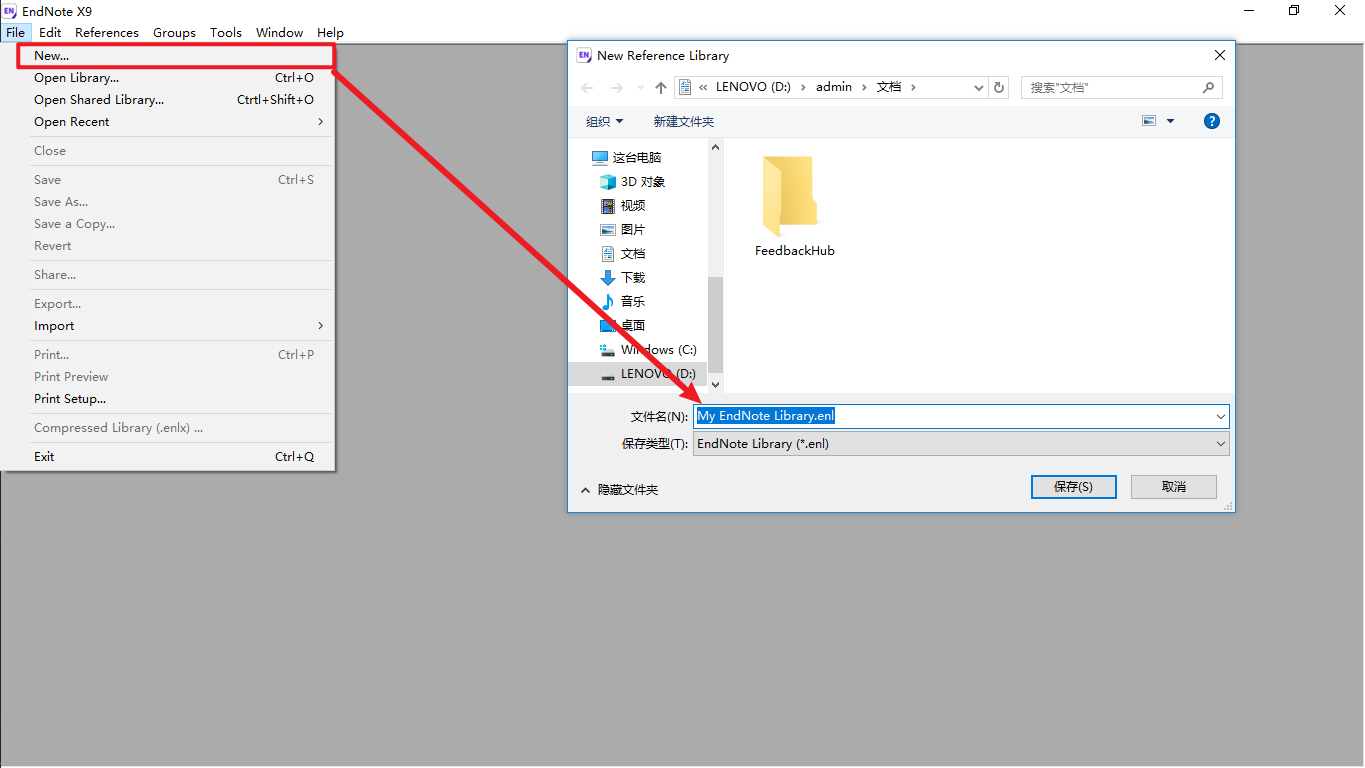 EndNote X9
File Edit References Groups Tools Window Help
New...
Open Library... Ctrl+O
Open Shared Library... Ctrtl+Shift+O
Open Recent
Close
Save Ctrl+S
Save As...
Save a Copy...
Revert
Share...
Export...
Import
Print... Ctrl+P
Print Preview
Print Setup...
Compressed Library (.enlx) ...
Exit Ctrl+Q
New Reference Library
« LENOVO (D:) › admin › 文档 ›
搜索"文档"
组织 新建文件夹
这台电脑
3D 对象
视频
图片
文档
下载
音乐
桌面
Windows (C:)
LENOVO (D:)
FeedbackHub
文件名(N): My EndNote Library.enl
保存类型(T): EndNote Library (*.enl)
隐藏文件夹
保存(S) 取消